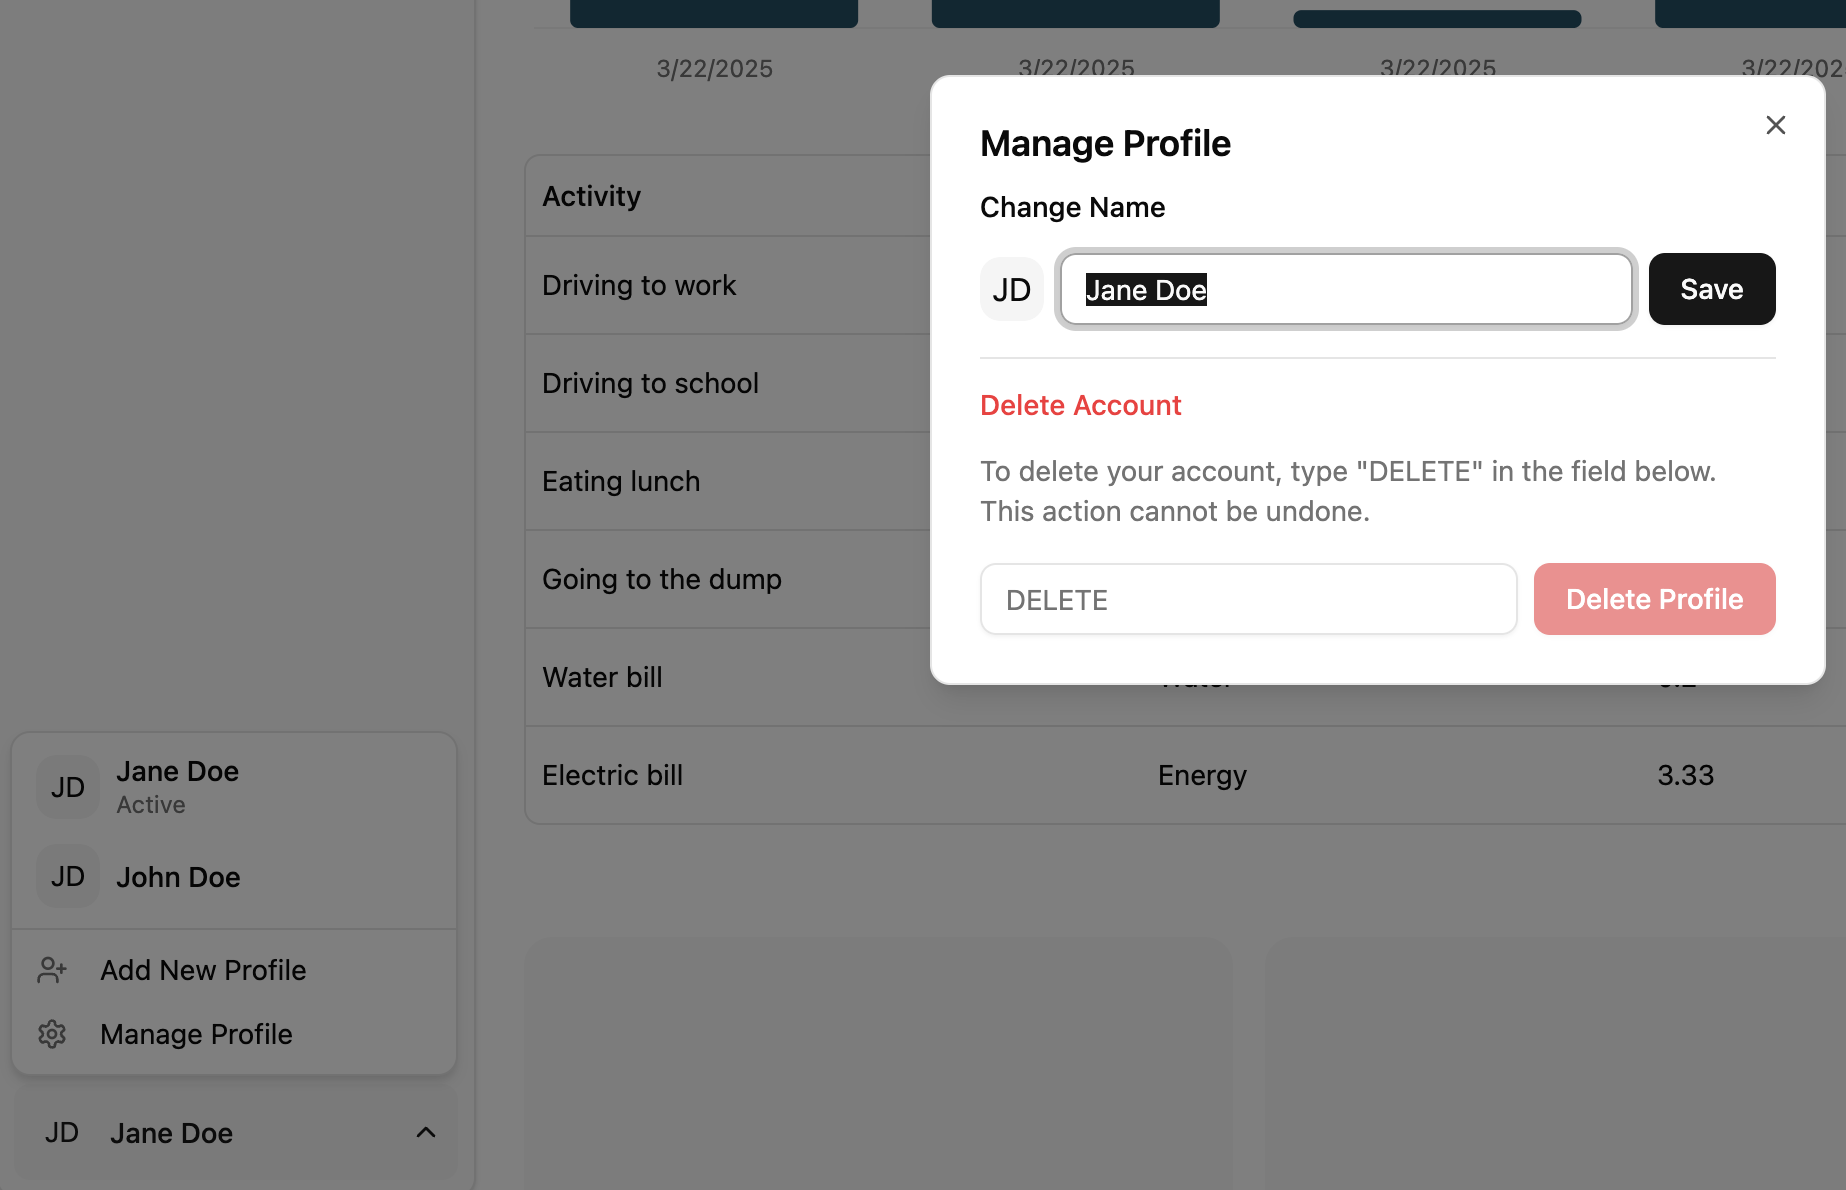 3/22/2025
3/22/2025
3/22/2025
Manage Profile
Change Name
JD
Jane Doe
Save
Delete Account
To delete your account, type "DELETE" in the field below.
This action cannot be undone.
DELETE
Delete Profile
Activity
Driving to work
Driving to school
Eating lunch
Going to the dump
Water bill
Electric bill
Energy
3.33
JD
Jane Doe
Active
JD
John Doe
Add New Profile
Manage Profile
JD
Jane Doe